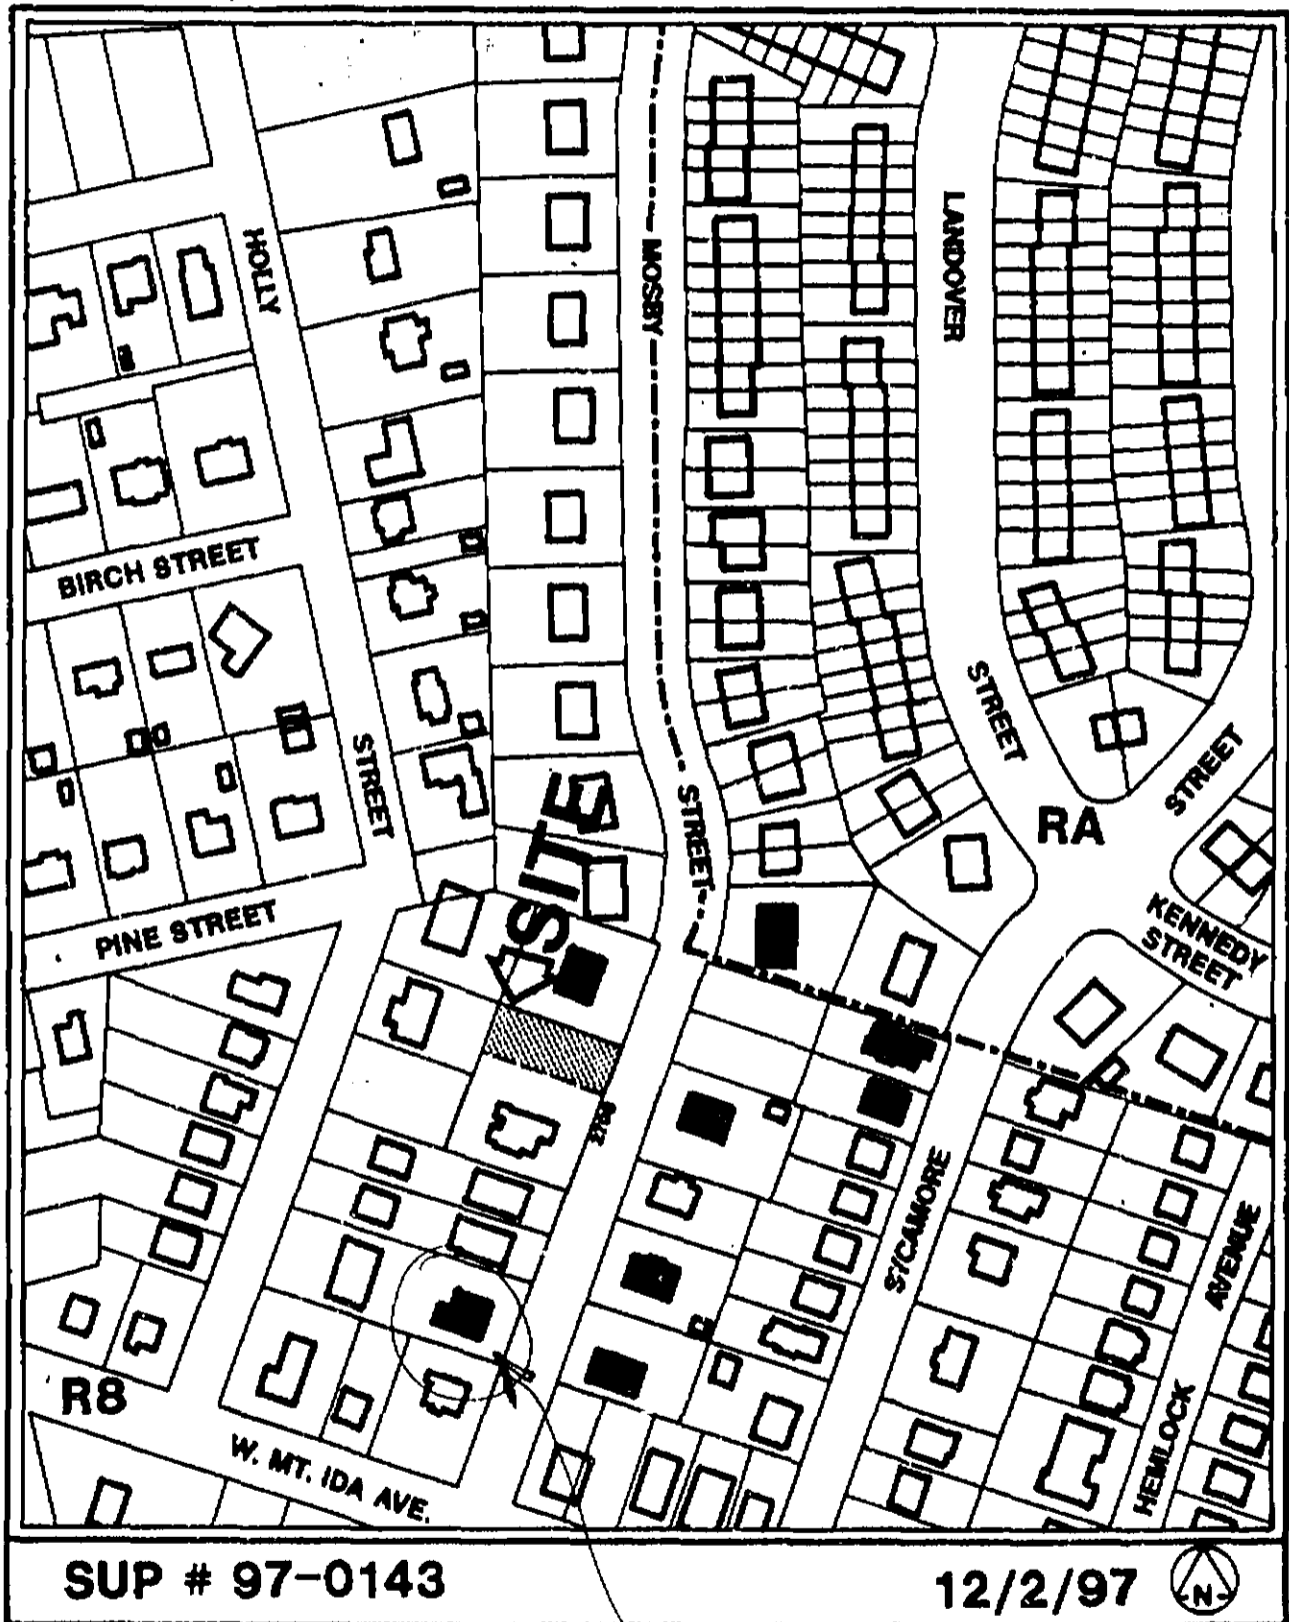 HOLLY
MOSBY
LANDOVER
BIRCH STREET
STREET
STREET
STREET
STREET
SITE
RA
PINE STREET
KENNEDY
STREET
2708
SYCAMORE
AVENUE
R8
HEMLOCK
W. MT. IDA AVE.
SUP # 97-0143
12/2/97
N